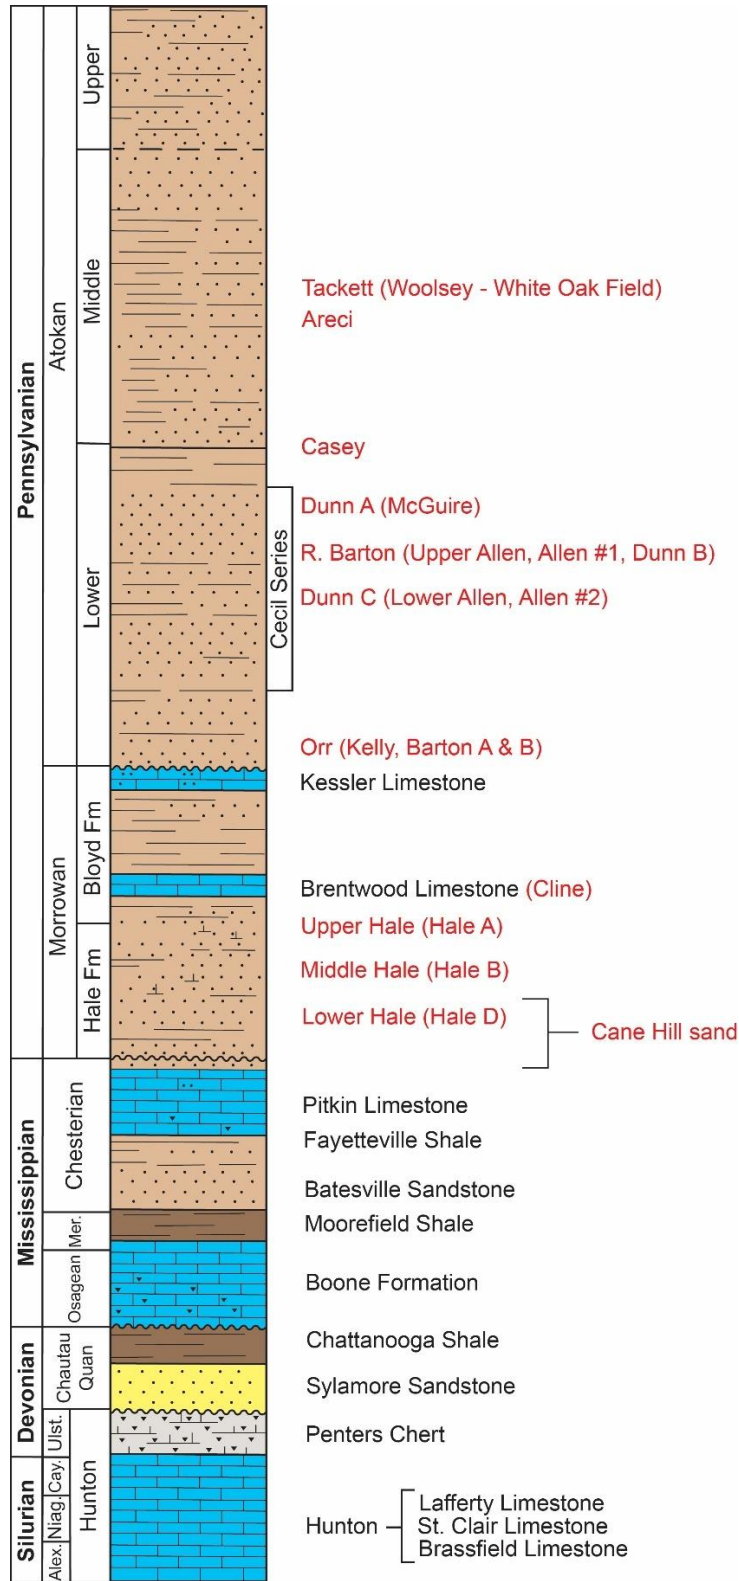 Upper
Middle
Tackett (Woolsey - White Oak Field)
Areci
Atokan
Pennsylvanian
Casey
Dunn A (McGuire)
R. Barton (Upper Allen, Allen #1, Dunn B)
Dunn C (Lower Allen, Allen #2)
Cecil Series
Lower
Orr (Kelly, Barton A & B)
Kessler Limestone
Bloyd Fm
Brentwood Limestone (Cline)
Morrowan
Upper Hale (Hale A)
Middle Hale (Hale B)
Hale Fm
Lower Hale (Hale D)
Cane Hill sand
Pitkin Limestone
Fayetteville Shale
Chesterian
Batesville Sandstone
Mississippian
Mer.
Moorefield Shale
Osagean
Boone Formation
Chattanooga Shale
Devonian
Chautau
Quan
Sylamore Sandstone
Ulst.
Penters Chert
Hunton
Silurian
Cay.
Niag.
Alex.
Hunton
Lafferty Limestone
St. Clair Limestone
Brassfield Limestone